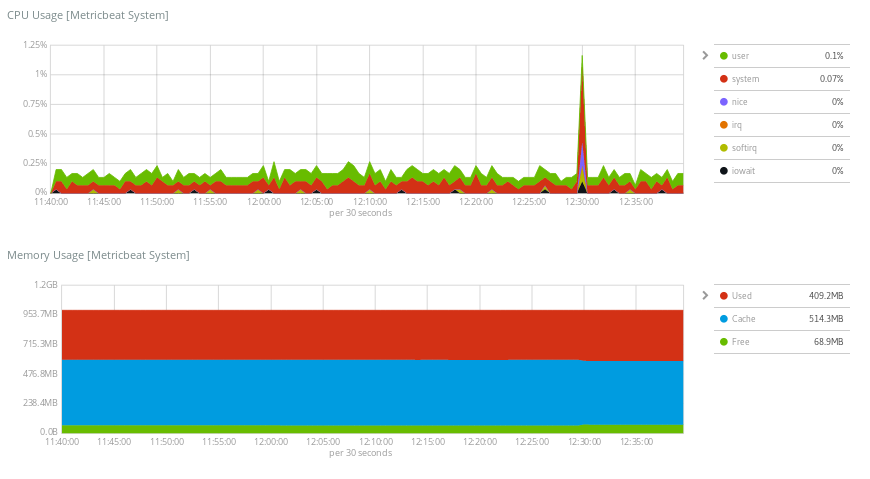 CPU Usage [Metricbeat System]
1.25%
1%
0.75%
0.5%
0.25%
0%
11:40:00 11:45:00 11:50:00 11:55:00 12:00:00 12:05:00 12:10:00 12:15:00 12:20:00 12:25:00 12:30:00 12:35:00
per 30 seconds
user 0.1%
system 0.07%
nice 0%
irq 0%
softirq 0%
iowait 0%
Memory Usage [Metricbeat System]
1.2GB
953.7MB
715.3MB
476.8MB
238.4MB
0.0B
11:40:00 11:45:00 11:50:00 11:55:00 12:00:00 12:05:00 12:10:00 12:15:00 12:20:00 12:25:00 12:30:00 12:35:00
per 30 seconds
Used 409.2MB
Cache 514.3MB
Free 68.9MB